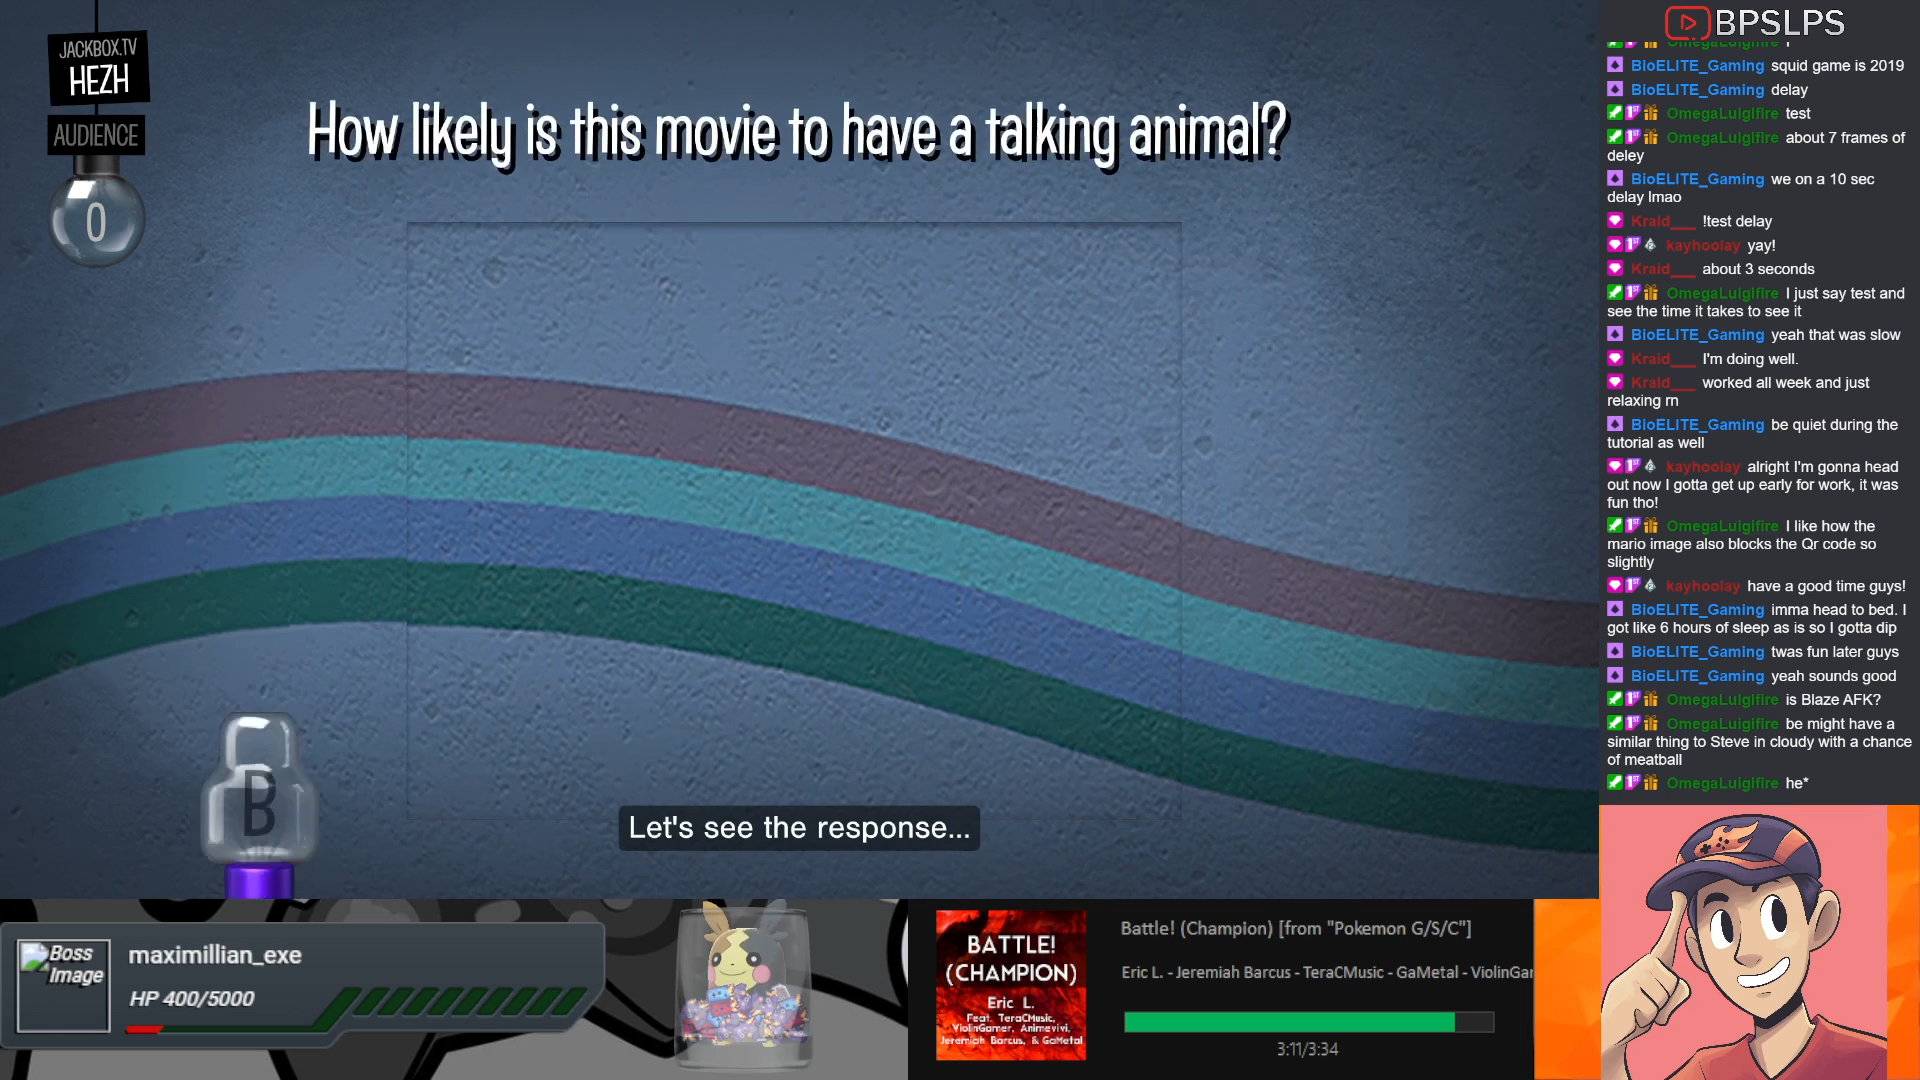 JACKBOX.TV
HEZH
AUDIENCE
0
How likely is this movie to have a talking animal?
B
Let's see the response...
BPSLPS
BioELITE_Gaming squid game is 2019
BioELITE_Gaming delay
OmegaLuigifire test
OmegaLuigifire about 7 frames of
deley
BioELITE_Gaming we on a 10 sec
delay lmao
Kraid___ !test delay
kayhoolay yay!
Kraid___ about 3 seconds
OmegaLuigifire I just say test and
see the time it takes to see it
BioELITE_Gaming yeah that was slow
Kraid___ I'm doing well.
Kraid___ worked all week and just
relaxing rn
BioELITE_Gaming be quiet during the
tutorial as well
kayhoolay alright I'm gonna head
out now I gotta get up early for work, it was
fun tho!
OmegaLuigifire I like how the
mario image also blocks the Qr code so
slightly
kayhoolay have a good time guys!
BioELITE_Gaming imma head to bed. I
got like 6 hours of sleep as is so I gotta dip
BioELITE_Gaming twas fun later guys
BioELITE_Gaming yeah sounds good
OmegaLuigifire is Blaze AFK?
OmegaLuigifire be might have a
similar thing to Steve in cloudy with a chance
of meatball
OmegaLuigifire he*
Boss
Image
maximillian_exe
HP 400/5000
BATTLE!
(CHAMPION)
Eric L.
Feat. TeraCMusic,
ViolinGamer, Animevivi,
Jeremiah Barcus, & GaMetal
Battle! (Champion) [from "Pokemon G/S/C"]
Eric L. - Jeremiah Barcus - TeraCMusic - GaMetal - ViolinGar
3:11/3:34